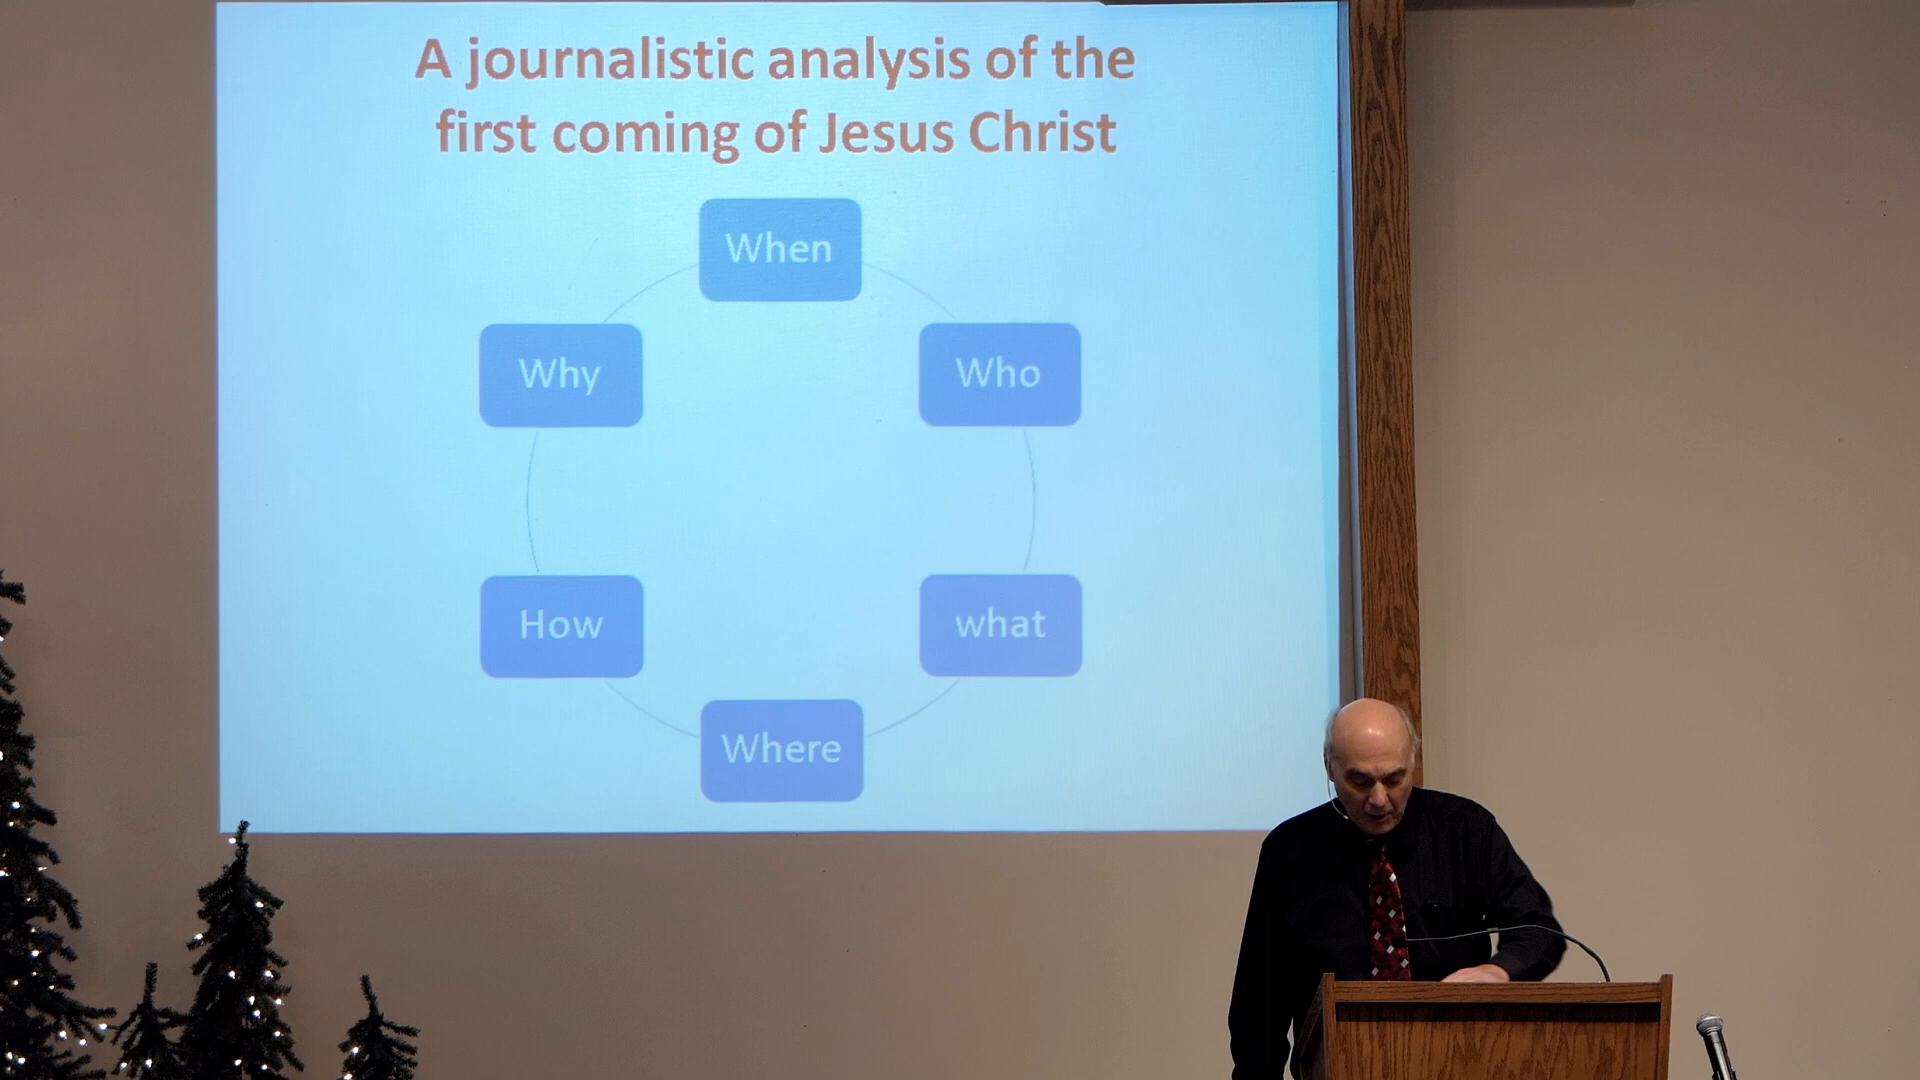 A journalistic analysis of the
first coming of Jesus Christ
When
Who
what
Where
How
Why